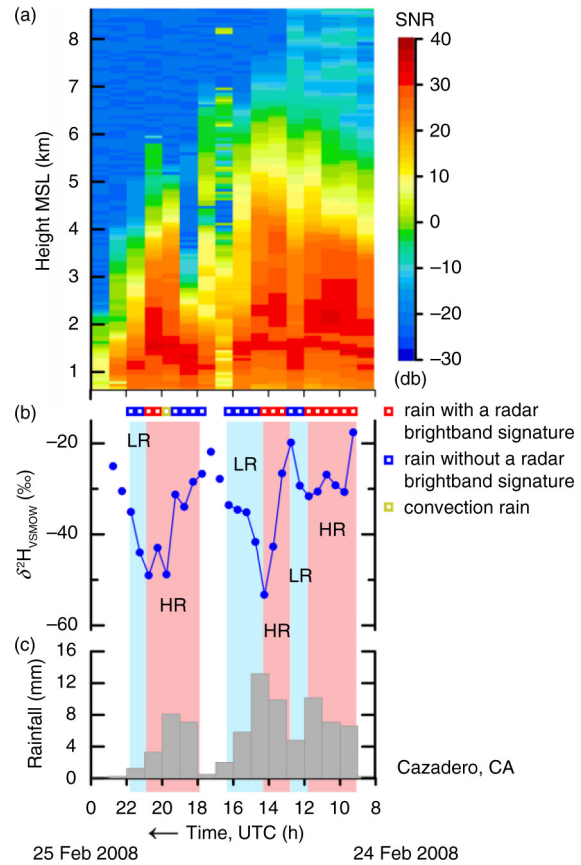 (a)
SNR
Height MSL (km)
8
7
6
5
4
3
2
1
40
30
20
10
0
−10
−20
−30
(db)
(b)
LR
LR
HR
LR
HR
HR
−20
−40
−60
δ²H_VSMOW (‰)
rain with a radar
brightband signature
rain without a radar
brightband signature
convection rain
(c)
Rainfall (mm)
16
12
8
4
0
Cazadero, CA
0 22 20 18 16 14 12 10 8
← Time, UTC (h)
25 Feb 2008
24 Feb 2008